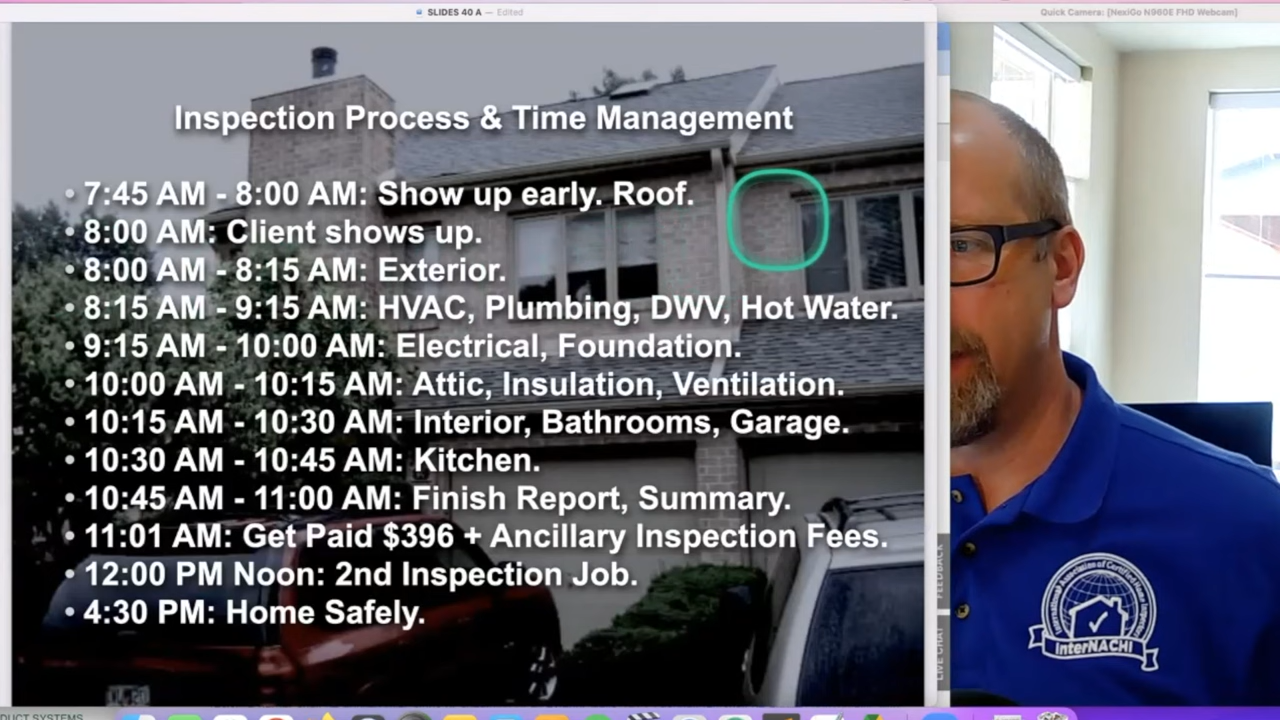 SLIDES 40 A — Edited
Quick Camera: [NexiGo N960E FHD Webcam]
Inspection Process & Time Management
• 7:45 AM - 8:00 AM: Show up early. Roof.
• 8:00 AM: Client shows up.
• 8:00 AM - 8:15 AM: Exterior.
• 8:15 AM - 9:15 AM: HVAC, Plumbing, DWV, Hot Water.
• 9:15 AM - 10:00 AM: Electrical, Foundation.
• 10:00 AM - 10:15 AM: Attic, Insulation, Ventilation.
• 10:15 AM - 10:30 AM: Interior, Bathrooms, Garage.
• 10:30 AM - 10:45 AM: Kitchen.
• 10:45 AM - 11:00 AM: Finish Report, Summary.
• 11:01 AM: Get Paid $396 + Ancillary Inspection Fees.
• 12:00 PM Noon: 2nd Inspection Job.
• 4:30 PM: Home Safely.
FEEDBACK
LIVE CHAT
International Association of Certified Home Inspectors
InterNACHI
DUCT SYSTEMS